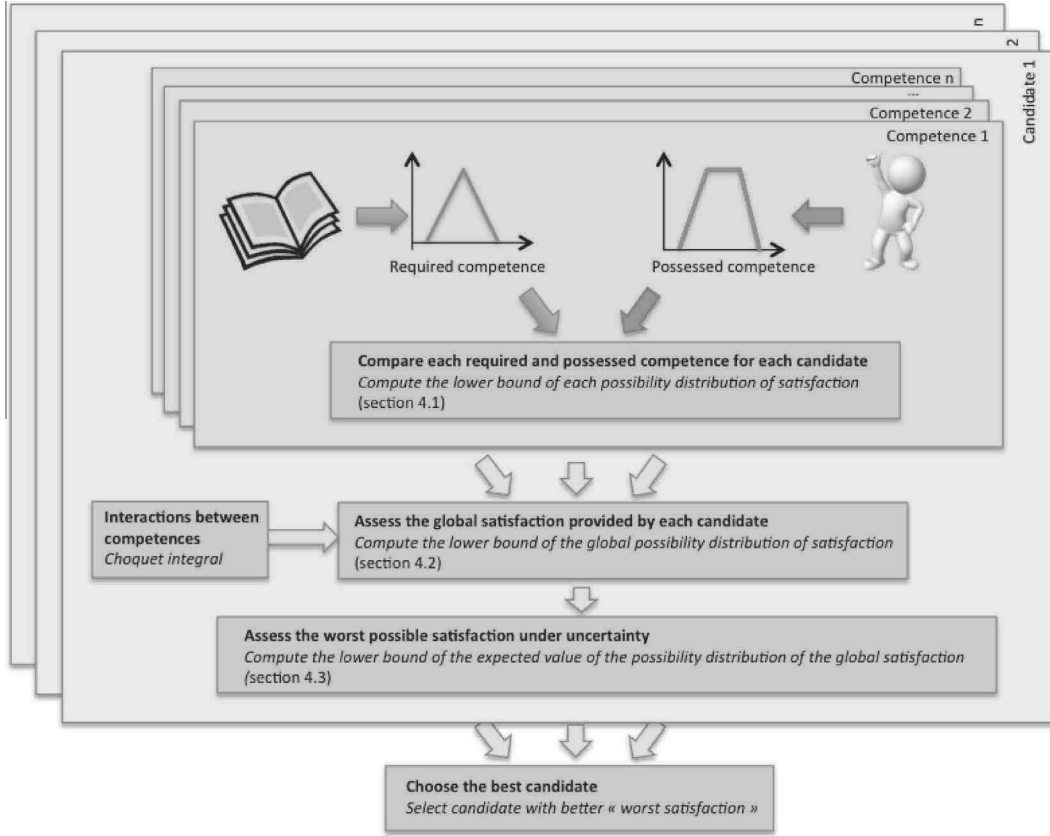 n
2
Candidate 1
Competence n
...
Competence 2
Competence 1
Required competence
Possessed competence
Compare each required and possessed competence for each candidate
Compute the lower bound of each possibility distribution of satisfaction
(section 4.1)
Interactions between
competences
Choquet integral
Assess the global satisfaction provided by each candidate
Compute the lower bound of the global possibility distribution of satisfaction
(section 4.2)
Assess the worst possible satisfaction under uncertainty
Compute the lower bound of the expected value of the possibility distribution of the global satisfaction
(section 4.3)
Choose the best candidate
Select candidate with better « worst satisfaction »